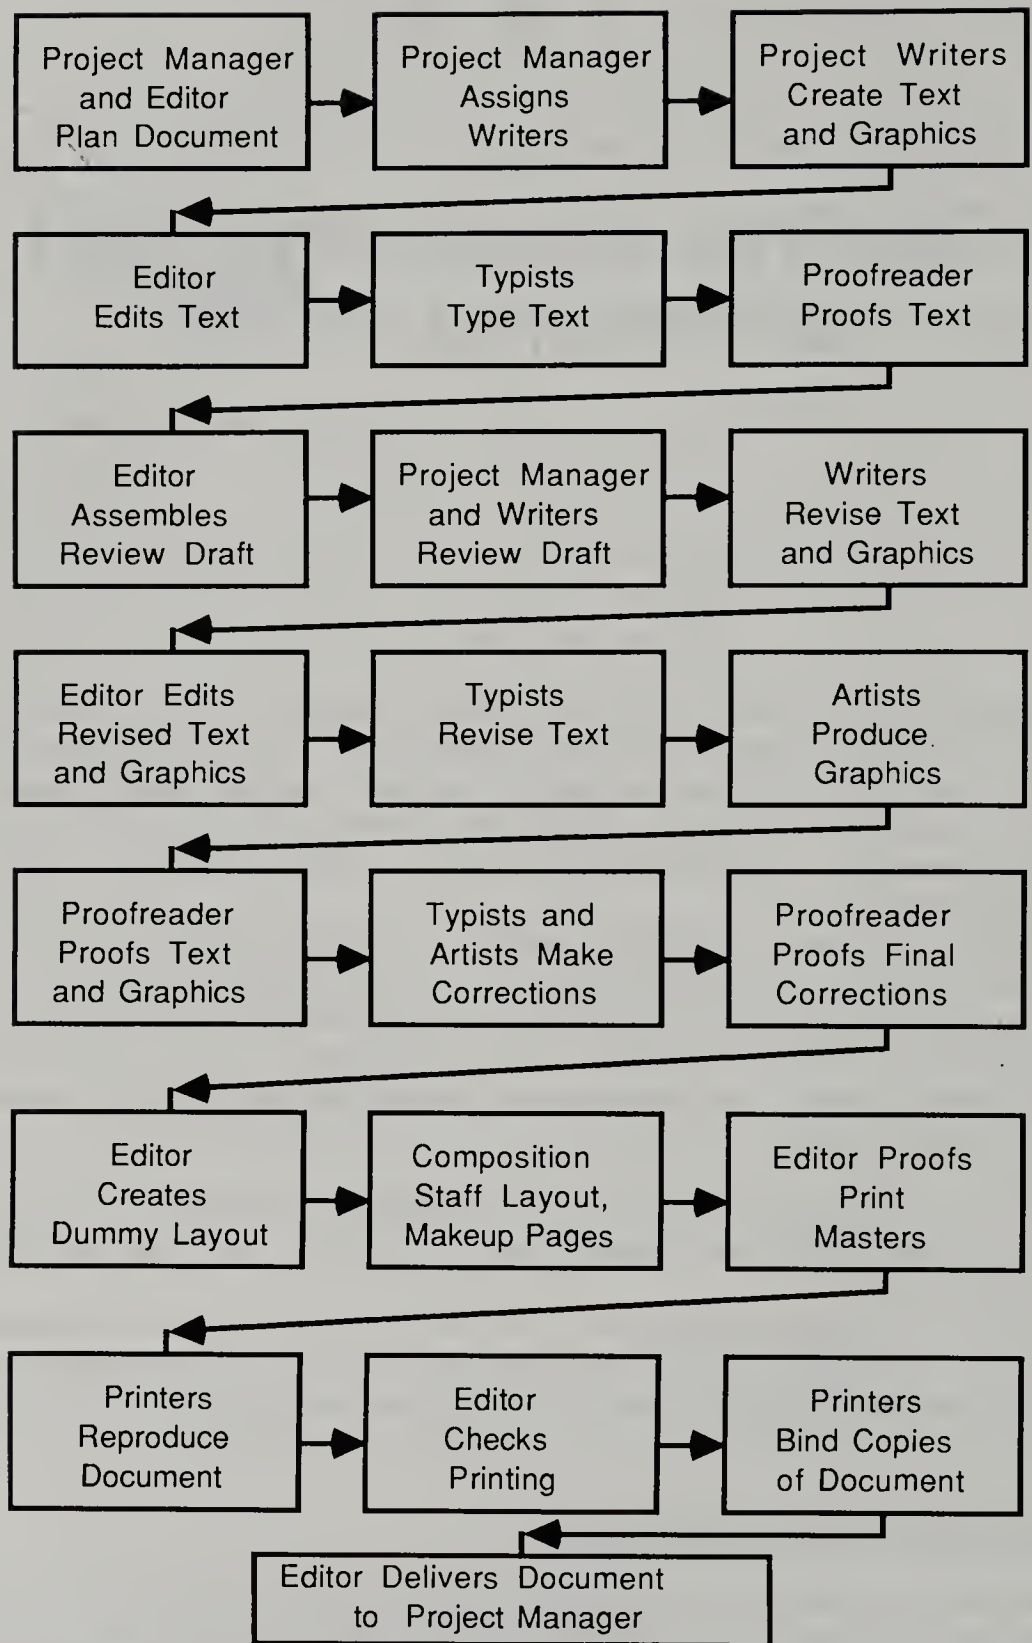 Project Manager
and Editor
Plan Document
Project Manager
Assigns
Writers
Project Writers
Create Text
and Graphics
Editor
Edits Text
Typists
Type Text
Proofreader
Proofs Text
Editor
Assembles
Review Draft
Project Manager
and Writers
Review Draft
Writers
Revise Text
and Graphics
Editor Edits
Revised Text
and Graphics
Typists
Revise Text
Artists
Produce
Graphics
Proofreader
Proofs Text
and Graphics
Typists and
Artists Make
Corrections
Proofreader
Proofs Final
Corrections
Editor
Creates
Dummy Layout
Composition
Staff Layout,
Makeup Pages
Editor Proofs
Print
Masters
Printers
Reproduce
Document
Editor
Checks
Printing
Printers
Bind Copies
of Document
Editor Delivers Document
to Project Manager